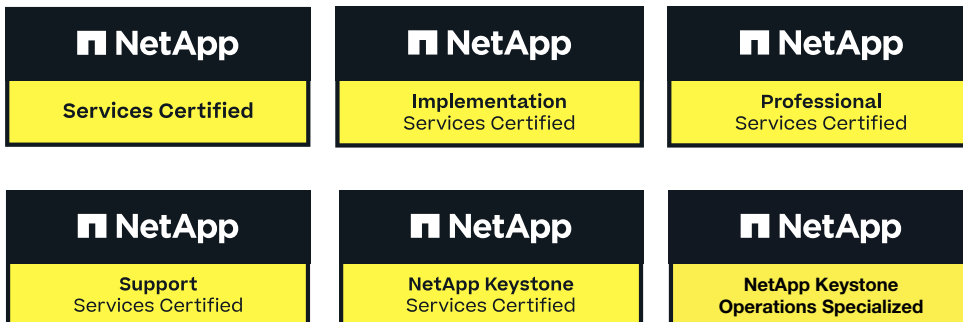 NetApp
Services Certified
NetApp
Implementation
Services Certified
NetApp
Professional
Services Certified
NetApp
Support
Services Certified
NetApp
NetApp Keystone
Services Certified
NetApp
NetApp Keystone
Operations Specialized